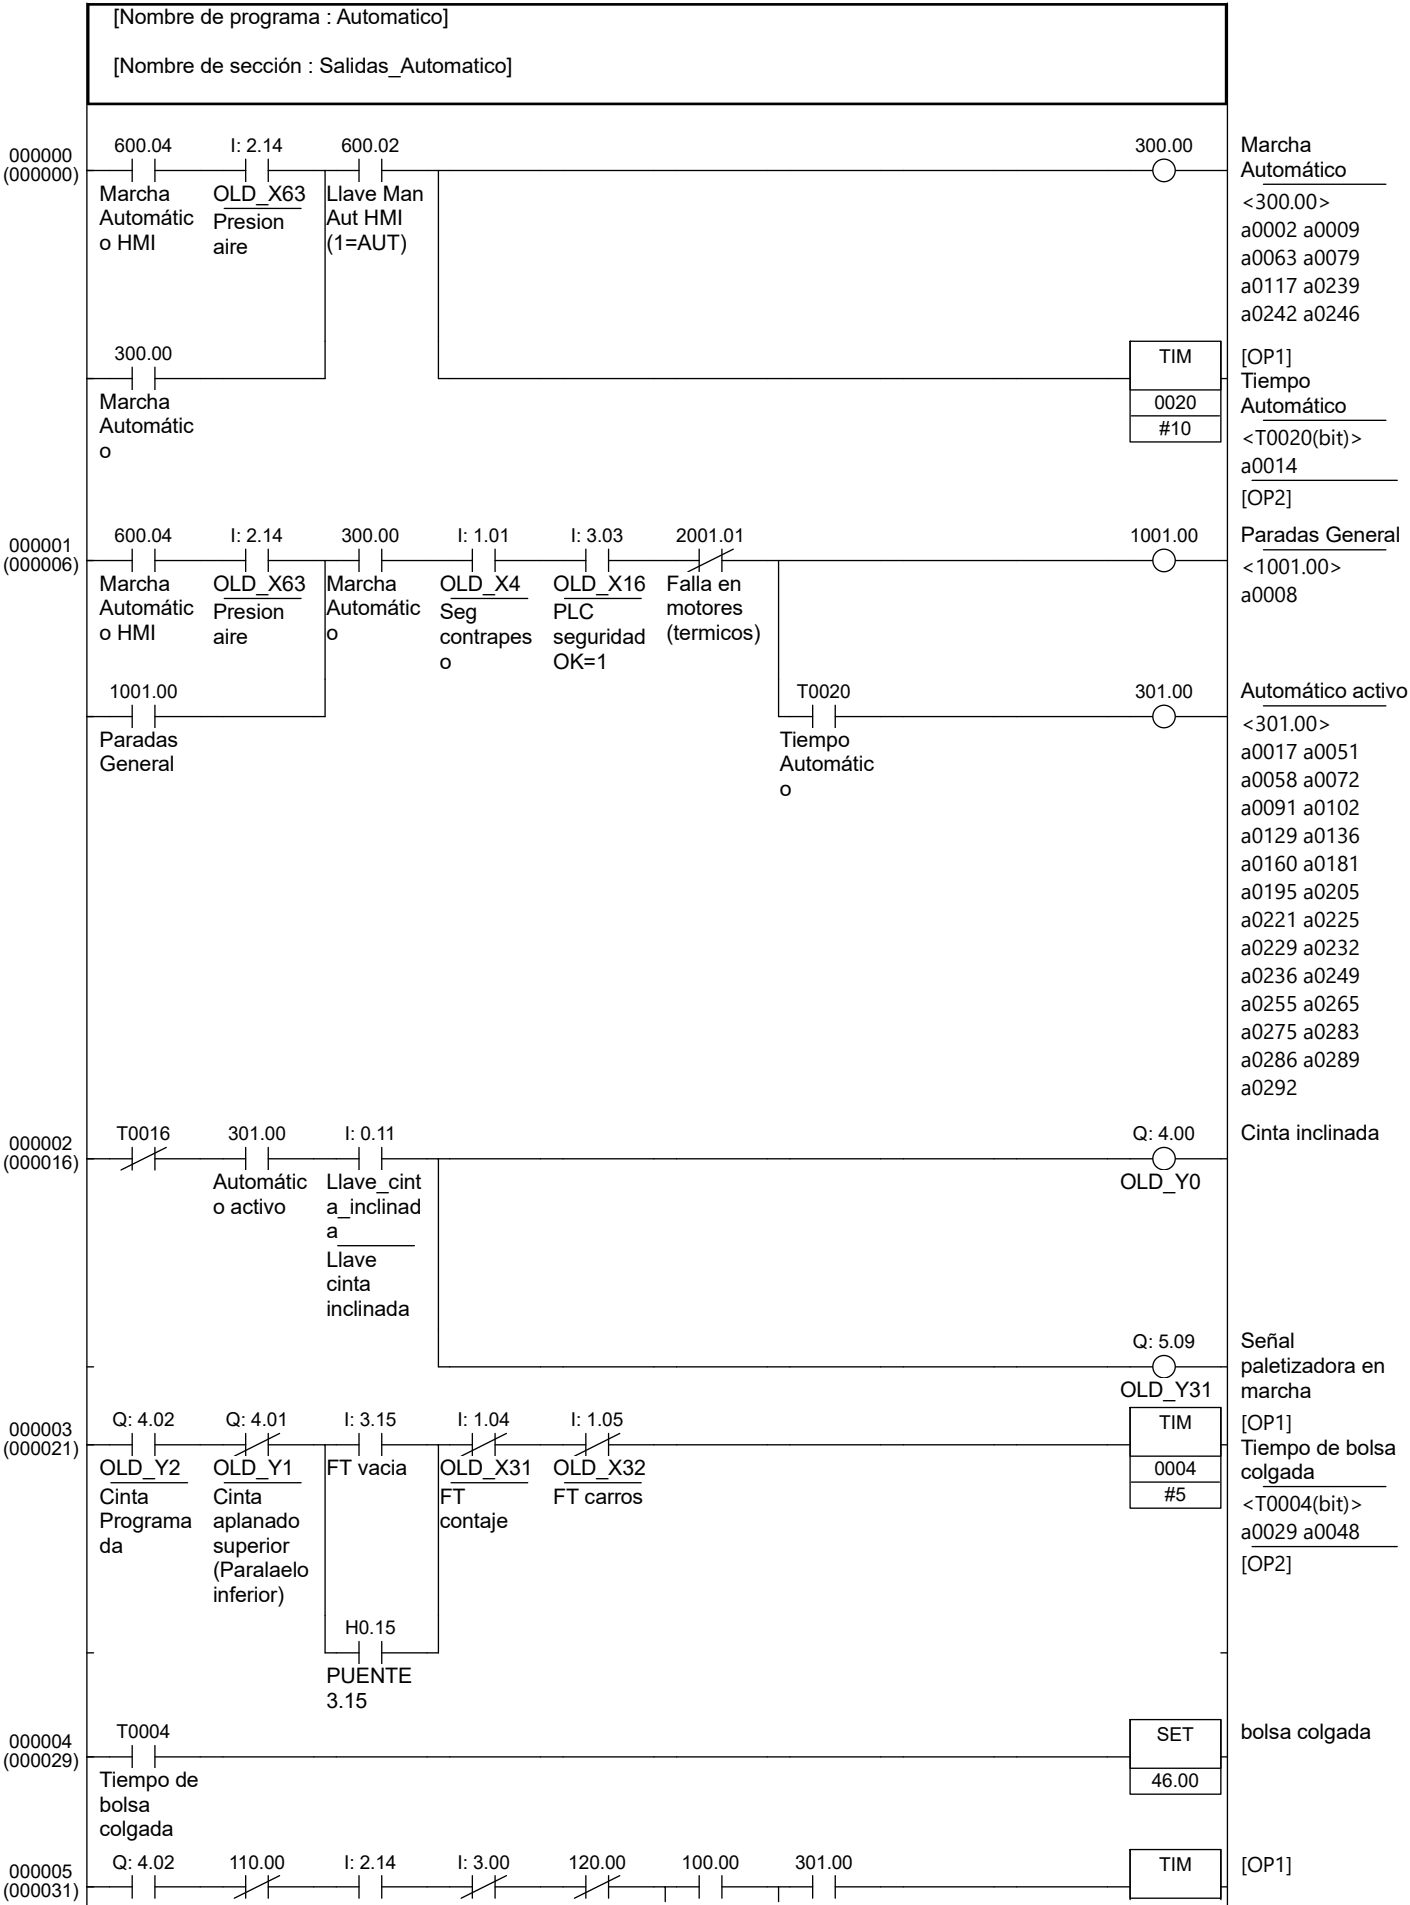 [Nombre de programa : Automatico]
[Nombre de sección : Salidas_Automatico]
000000
(000000)
600.04
I: 2.14
600.02
300.00
Marcha
Automátic
o HMI
OLD_X63
Presion
aire
Llave Man
Aut HMI
(1=AUT)
Marcha
Automático
<300.00>
a0002 a0009
a0063 a0079
a0117 a0239
a0242 a0246
300.00
Marcha
Automátic
o
TIM
0020
#10
[OP1]
Tiempo
Automático
<T0020(bit)>
a0014
[OP2]
000001
(000006)
600.04
I: 2.14
300.00
I: 1.01
I: 3.03
2001.01
1001.00
Marcha
Automátic
o HMI
OLD_X63
Presion
aire
Marcha
Automátic
o
OLD_X4
Seg
contrapes
o
OLD_X16
PLC
seguridad
OK=1
Falla en
motores
(termicos)
Paradas General
<1001.00>
a0008
1001.00
Paradas
General
T0020
Tiempo
Automátic
o
301.00
Automático activo
<301.00>
a0017 a0051
a0058 a0072
a0091 a0102
a0129 a0136
a0160 a0181
a0195 a0205
a0221 a0225
a0229 a0232
a0236 a0249
a0255 a0265
a0275 a0283
a0286 a0289
a0292
000002
(000016)
T0016
301.00
I: 0.11
Q: 4.00
Automátic
o activo
Llave_cint
a_inclinad
a
Llave
cinta
inclinada
OLD_Y0
Cinta inclinada
Q: 5.09
OLD_Y31
Señal
paletizadora en
marcha
000003
(000021)
Q: 4.02
Q: 4.01
I: 3.15
I: 1.04
I: 1.05
OLD_Y2
Cinta
Programa
da
OLD_Y1
Cinta
aplanado
superior
(Paralaelo
inferior)
FT vacia
OLD_X31
FT
contaje
OLD_X32
FT carros
TIM
0004
#5
[OP1]
Tiempo de bolsa
colgada
<T0004(bit)>
a0029 a0048
[OP2]
H0.15
PUENTE
3.15
000004
(000029)
T0004
Tiempo de
bolsa
colgada
SET
46.00
bolsa colgada
000005
(000031)
Q: 4.02
110.00
I: 2.14
I: 3.00
120.00
100.00
301.00
TIM
[OP1]